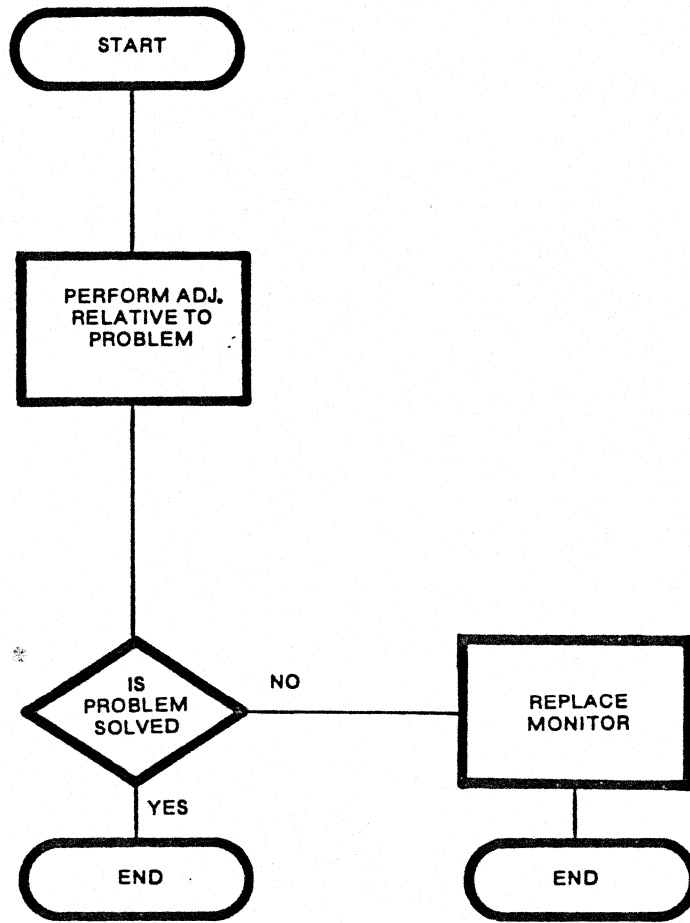 START
PERFORM ADJ.
RELATIVE TO
PROBLEM
IS
PROBLEM
SOLVED
NO
REPLACE
MONITOR
YES
END
END